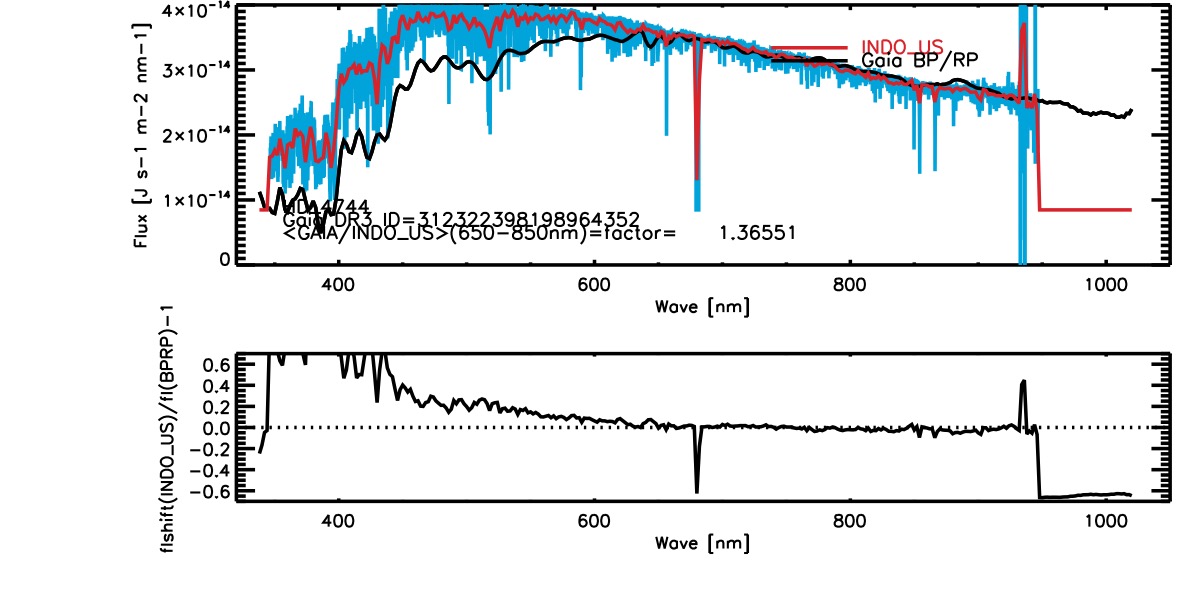 4×10⁻¹⁴
3×10⁻¹⁴
2×10⁻¹⁴
1×10⁻¹⁴
0
Flux [J s−1 m−2 nm−1]
INDO_US
Gaia BP/RP
Gaia DR3 ID=3123223981989643 52
<GAIA/INDO_US>(650−850nm)=factor= 1.36551
400 600 800 1000
Wave [nm]
flshift(INDO_US)/fl(BPRP)−1
0.6
0.4
0.2
0.0
−0.2
−0.4
−0.6
400 600 800 1000
Wave [nm]